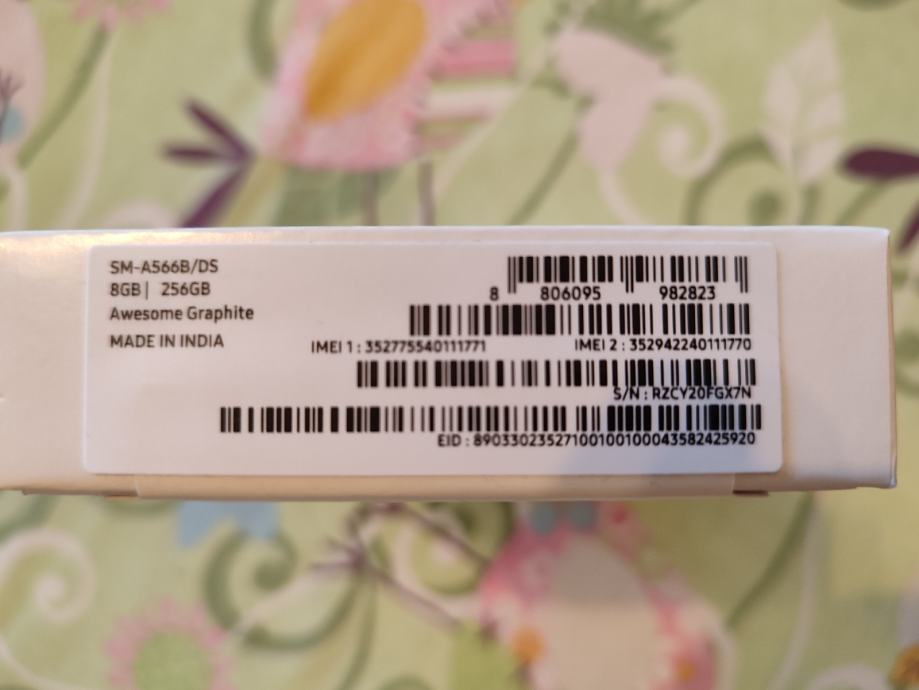 SM-A566B/DS
8GB | 256GB
Awesome Graphite
MADE IN INDIA
8 806095 982823
IMEI 1 : 352775540111771 IMEI 2 : 352942240111770
S/N : RZCY20FGX7N
EID : 89033023527100100100043582425920